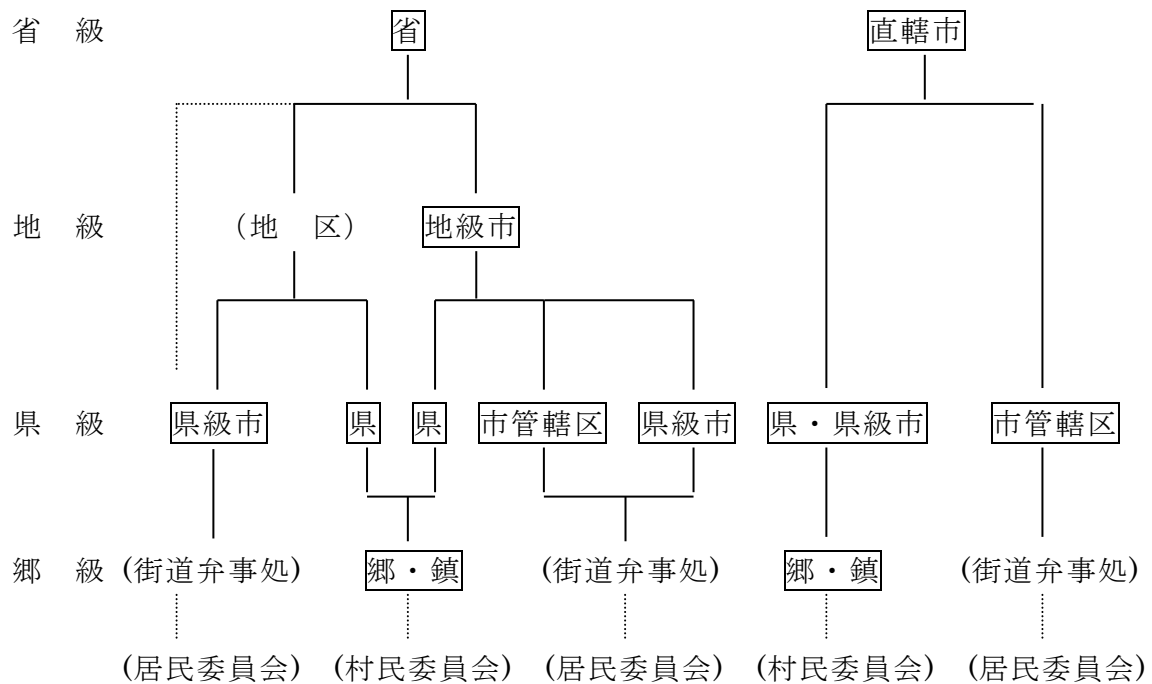 省　級 省 直轄市
地　級 （地　区） 地級市
県　級 県級市 県 県 市管轄区 県級市 県・県級市 市管轄区
郷　級 (街道弁事処) 郷・鎮 (街道弁事処) 郷・鎮 (街道弁事処)
(居民委員会) (村民委員会) (居民委員会) (村民委員会) (居民委員会)